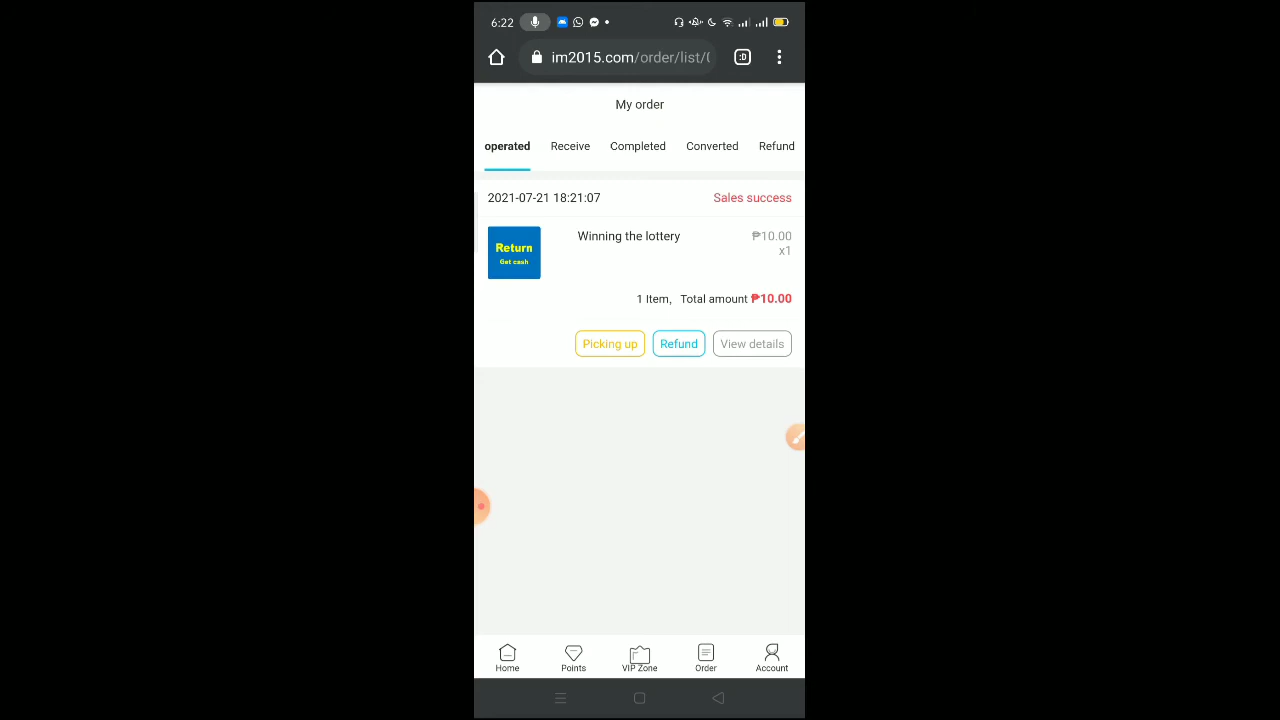 6:22
im2015.com/order/list/(
:D
My order
operated Receive Completed Converted Refund
2021-07-21 18:21:07 Sales success
Return
Get cash
Winning the lottery ₱10.00
x1
1 Item, Total amount ₱10.00
Picking up Refund View details
Home Points VIP Zone Order Account